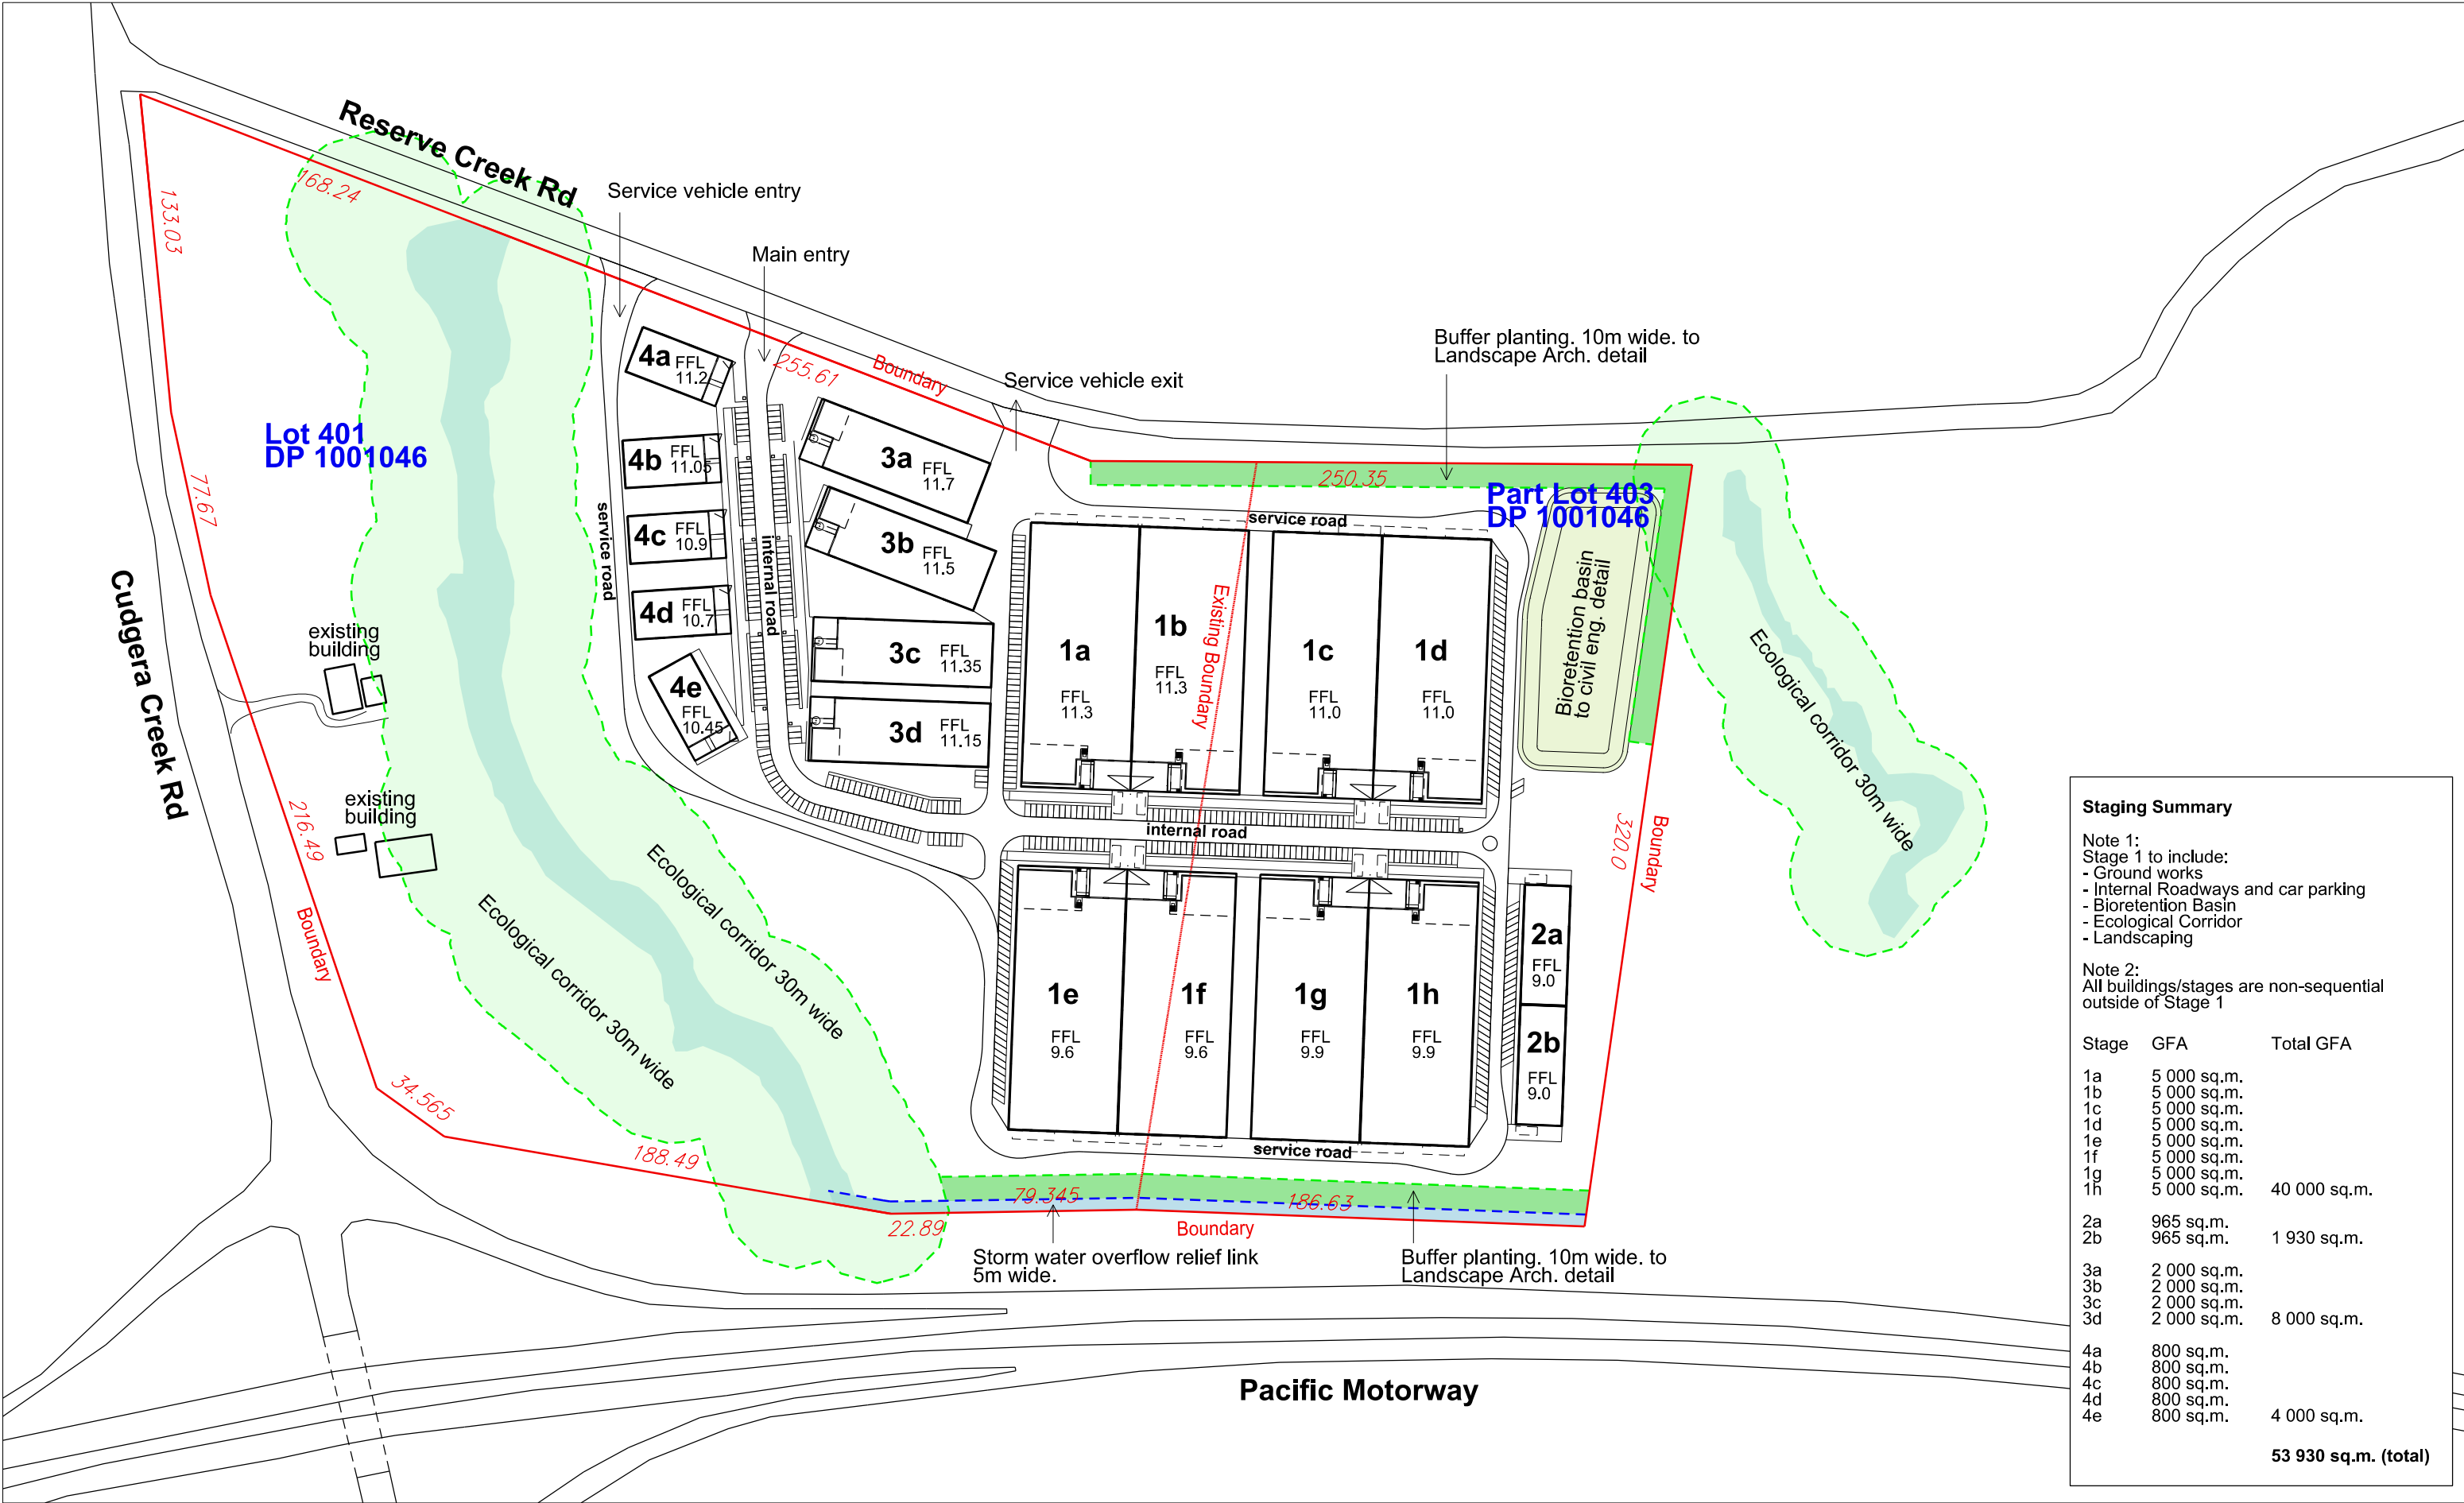 Reserve Creek Rd
168.24
133.03
Service vehicle entry
Main entry
255.61
Boundary
Service vehicle exit
Buffer planting. 10m wide. to
Landscape Arch. detail
250.35
Lot 401
DP 1001046
Part Lot 403
DP 1001046
77.67
Cudgera Creek Rd
service road
internal road
4a FFL
11.2
4b FFL
11.05
4c FFL
10.9
4d FFL
10.7
4e
FFL
10.45
3a FFL
11.7
3b FFL
11.5
3c FFL
11.35
3d FFL
11.15
service road
1a
FFL
11.3
1b
FFL
11.3
Existing Boundary
1c
FFL
11.0
1d
FFL
11.0
Bioretention basin
to civil eng. detail
Ecological corridor 30m wide
existing
building
existing
building
216.49
Boundary
Ecological corridor 30m wide
Ecological corridor 30m wide
internal road
320.0
Boundary
1e
FFL
9.6
1f
FFL
9.6
1g
FFL
9.9
1h
FFL
9.9
2a
FFL
9.0
2b
FFL
9.0
service road
34.565
188.49
22.89
79.345
186.63
Boundary
Storm water overflow relief link
5m wide.
Buffer planting. 10m wide. to
Landscape Arch. detail
Pacific Motorway
Staging Summary
Note 1:
Stage 1 to include:
- Ground works
- Internal Roadways and car parking
- Bioretention Basin
- Ecological Corridor
- Landscaping
Note 2:
All buildings/stages are non-sequential
outside of Stage 1
Stage GFA Total GFA
1a 5 000 sq.m.
1b 5 000 sq.m.
1c 5 000 sq.m.
1d 5 000 sq.m.
1e 5 000 sq.m.
1f 5 000 sq.m.
1g 5 000 sq.m.
1h 5 000 sq.m. 40 000 sq.m.
2a 965 sq.m.
2b 965 sq.m. 1 930 sq.m.
3a 2 000 sq.m.
3b 2 000 sq.m.
3c 2 000 sq.m.
3d 2 000 sq.m. 8 000 sq.m.
4a 800 sq.m.
4b 800 sq.m.
4c 800 sq.m.
4d 800 sq.m.
4e 800 sq.m. 4 000 sq.m.
53 930 sq.m. (total)